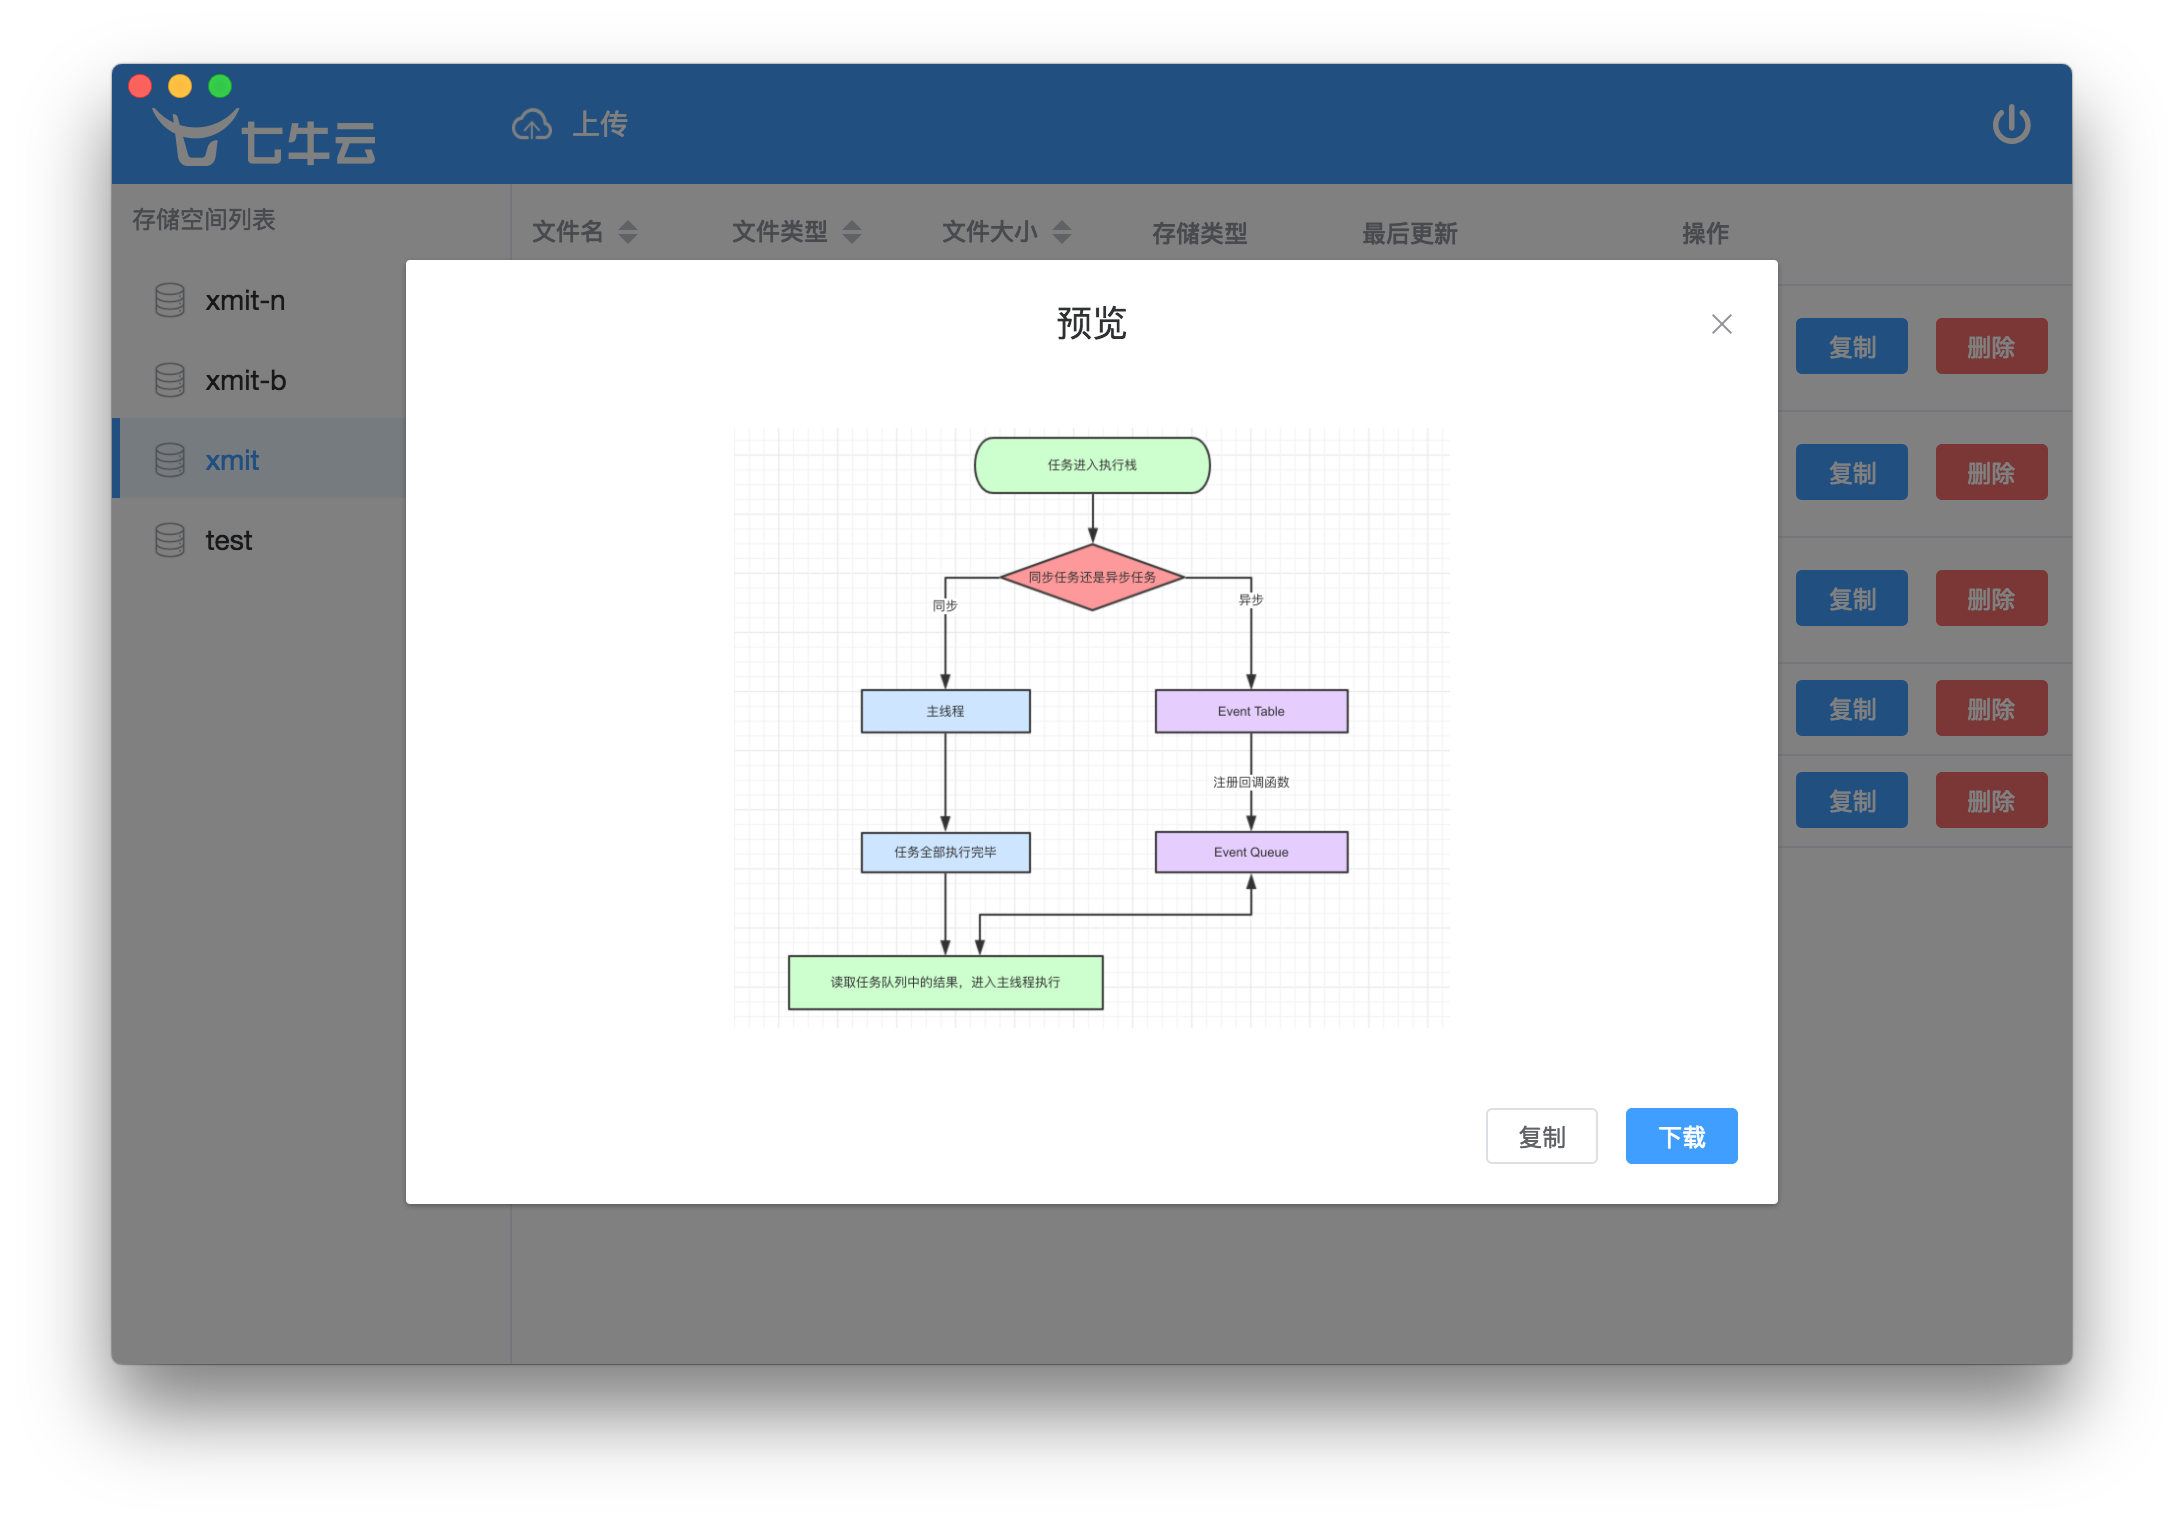 七牛云
上传
存储空间列表
xmit-n
xmit-b
xmit
test
文件名
文件类型
文件大小
存储类型
最后更新
操作
复制
删除
复制
删除
复制
删除
复制
删除
复制
删除
预览
任务进入执行栈
同步任务还是异步任务
同步
异步
主线程
Event Table
注册回调函数
任务全部执行完毕
Event Queue
读取任务队列中的结果，进入主线程执行
复制
下载